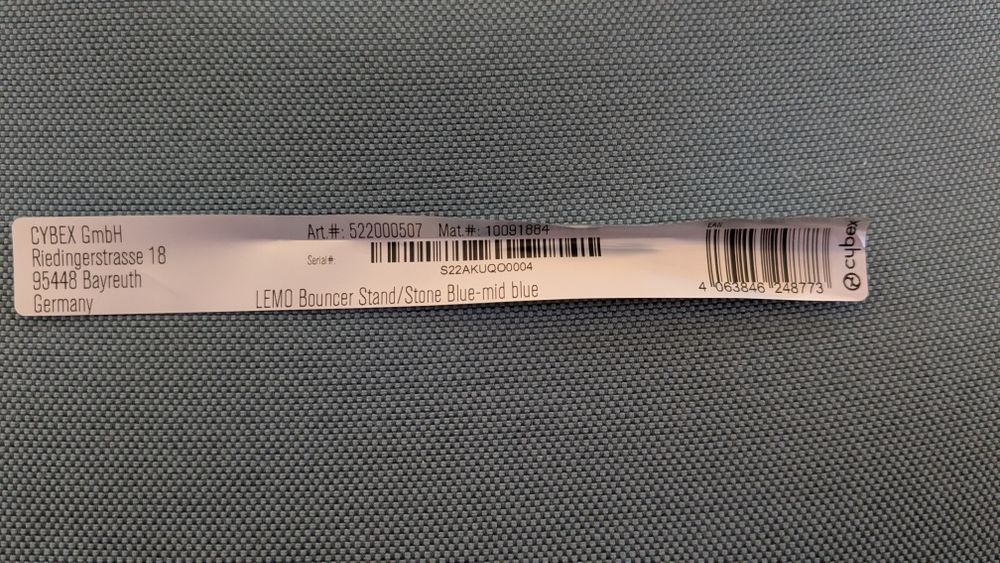 CYBEX GmbH
Riedingerstrasse 18
95448 Bayreuth
Germany
Art.#: 522000507 Mat.#: 10091884
Serial#:
S22AKUQO0004
LEMO Bouncer Stand/Stone Blue-mid blue
EAN
4 063846 248773
cybex